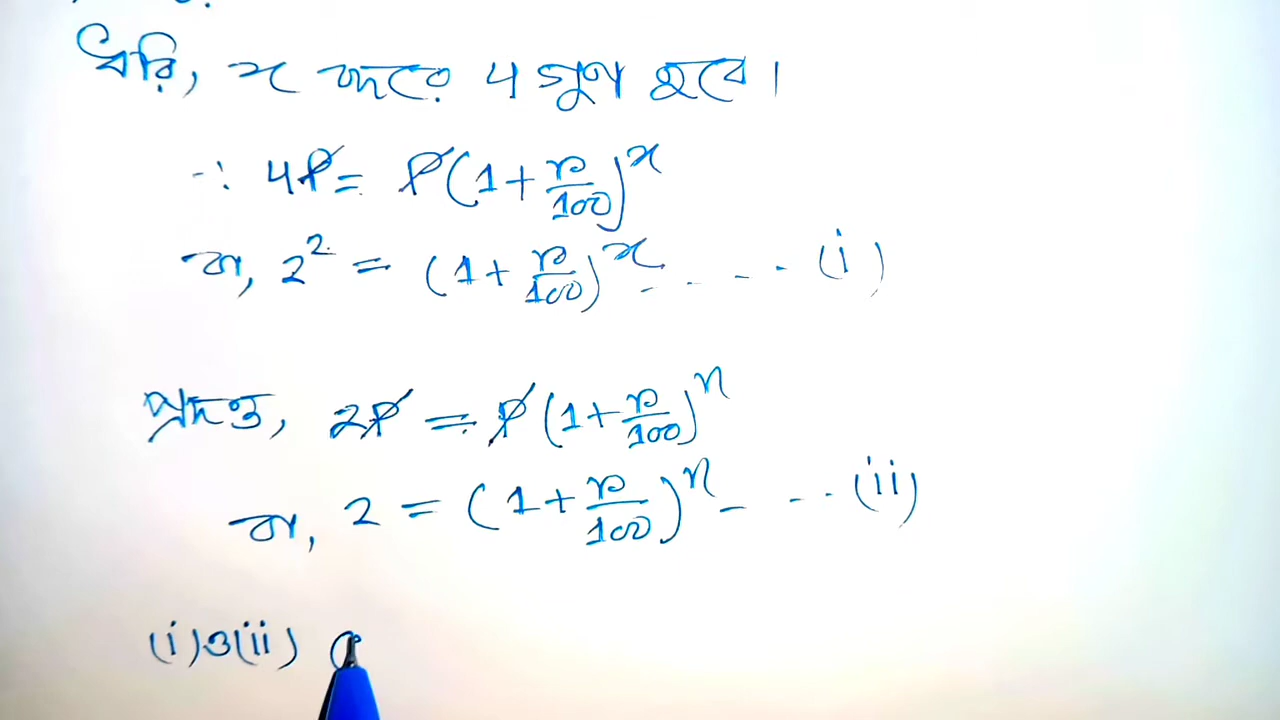 ধরি, x বছরে 4 গুণ হবে।
∴ 4P = P(1+r/100)^x
বা, 2^2 = (1+r/100)^x - - - (i)
প্রদত্ত, 2P = P(1+r/100)^n
বা, 2 = (1+r/100)^n - - - (ii)
(i) ও (ii)